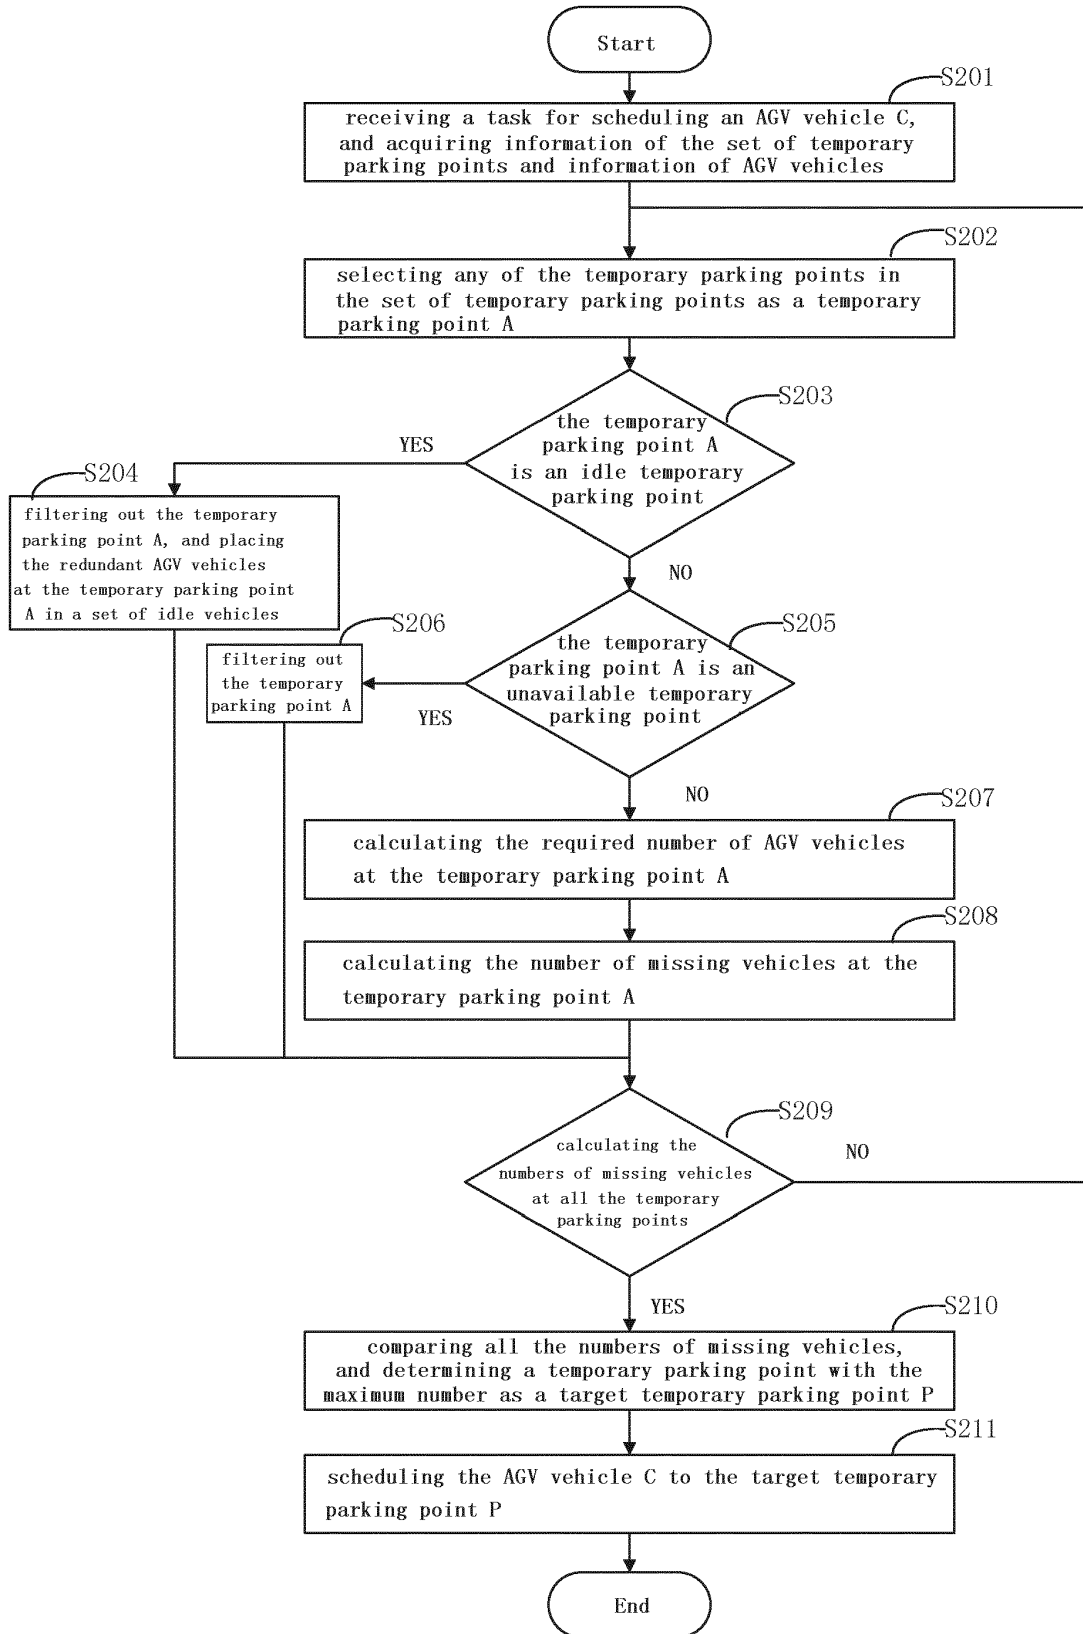 Start
S201
receiving a task for scheduling an AGV vehicle C,
and acquiring information of the set of temporary
parking points and information of AGV vehicles
S202
selecting any of the temporary parking points in
the set of temporary parking points as a temporary
parking point A
S203
the temporary
parking point A
is an idle temporary
parking point
YES
S204
filtering out the temporary
parking point A, and placing
the redundant AGV vehicles
at the temporary parking point
A in a set of idle vehicles
NO
S205
the temporary
parking point A is an
unavailable temporary
parking point
S206
filtering out
the temporary
parking point A
YES
NO
S207
calculating the required number of AGV vehicles
at the temporary parking point A
S208
calculating the number of missing vehicles at the
temporary parking point A
S209
calculating the
numbers of missing vehicles
at all the temporary
parking points
NO
YES
S210
comparing all the numbers of missing vehicles,
and determining a temporary parking point with the
maximum number as a target temporary parking point P
S211
scheduling the AGV vehicle C to the target temporary
parking point P
End